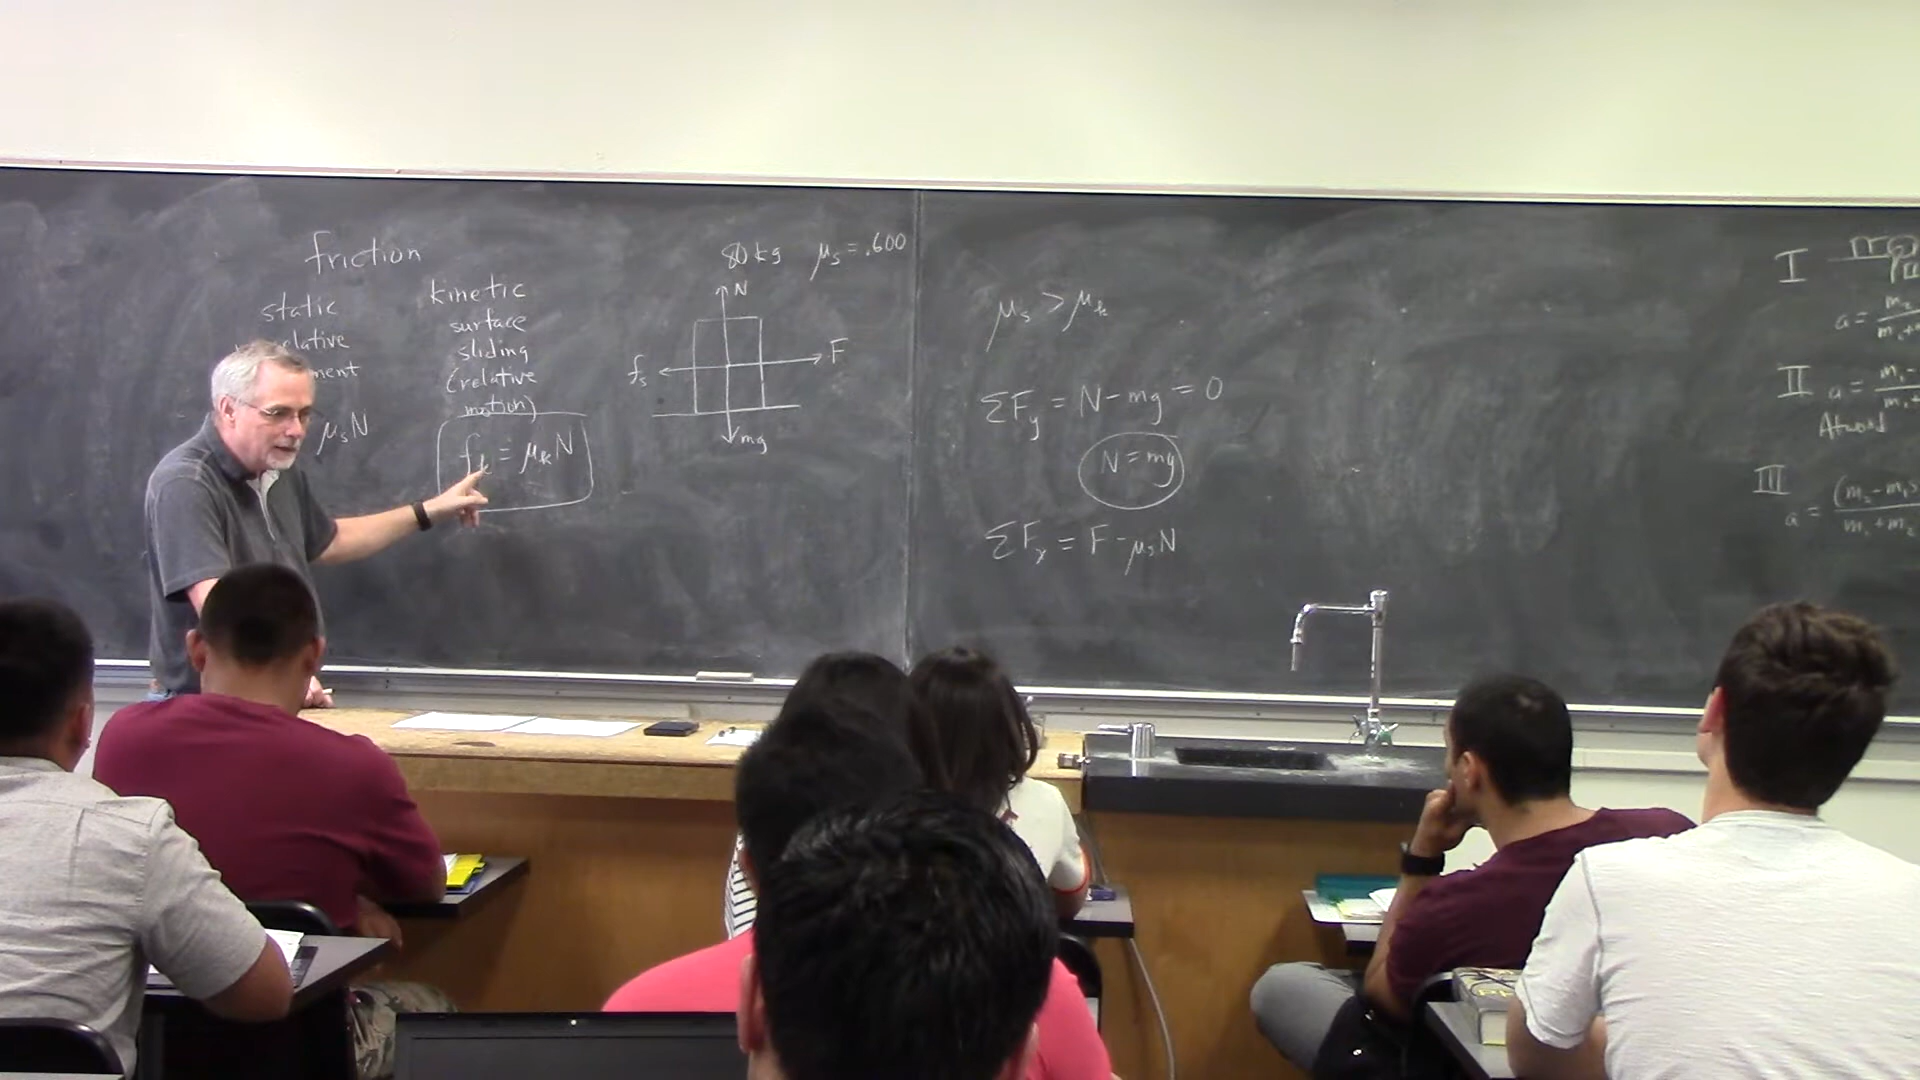 friction
static
kinetic
surface
sliding
(relative
motion)
μsN
fk = μkN
80 kg μs = .600
N
fs
F
mg
μs > μk
ΣFy = N - mg = 0
N = mg
ΣFx = F - μsN
I
a =
II a =
Atwood
III
a =